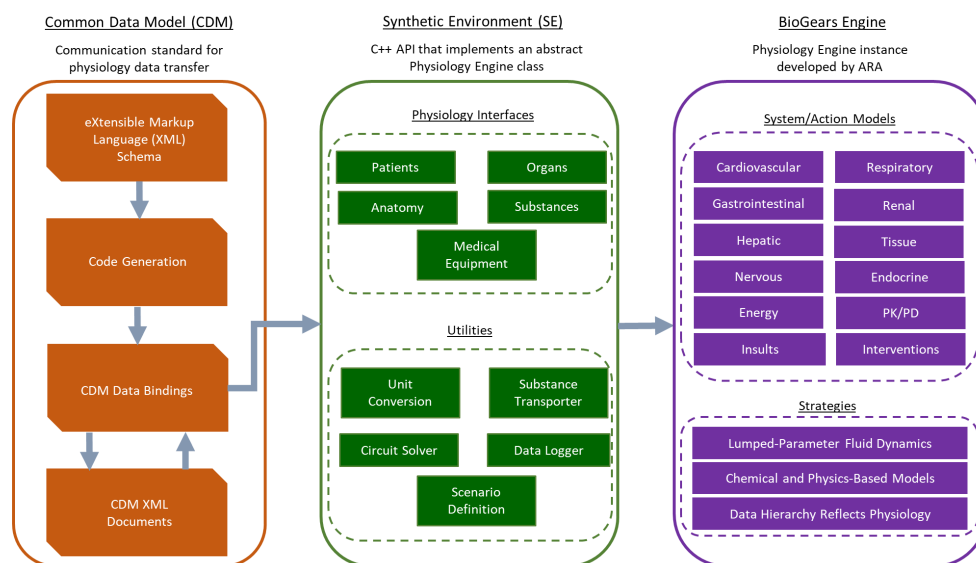 Common Data Model (CDM)
Communication standard for
physiology data transfer
eXtensible Markup
Language (XML)
Schema
Code Generation
CDM Data Bindings
CDM XML
Documents
Synthetic Environment (SE)
C++ API that implements an abstract
Physiology Engine class
Physiology Interfaces
Patients
Organs
Anatomy
Substances
Medical
Equipment
Utilities
Unit
Conversion
Substance
Transporter
Circuit Solver
Data Logger
Scenario
Definition
BioGears Engine
Physiology Engine instance
developed by ARA
System/Action Models
Cardiovascular
Respiratory
Gastrointestinal
Renal
Hepatic
Tissue
Nervous
Endocrine
Energy
PK/PD
Insults
Interventions
Strategies
Lumped-Parameter Fluid Dynamics
Chemical and Physics-Based Models
Data Hierarchy Reflects Physiology